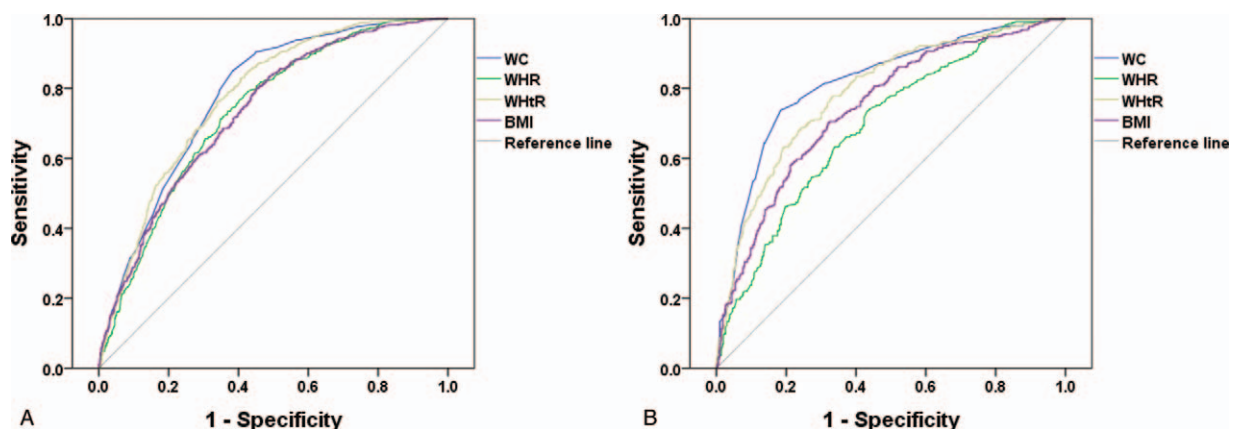 1.0
0.8
0.6
0.4
0.2
0.0
Sensitivity
0.0 0.2 0.4 0.6 0.8 1.0
1 - Specificity
A
WC
WHR
WHtR
BMI
Reference line
1.0
0.8
0.6
0.4
0.2
0.0
Sensitivity
0.0 0.2 0.4 0.6 0.8 1.0
1 - Specificity
B
WC
WHR
WHtR
BMI
Reference line